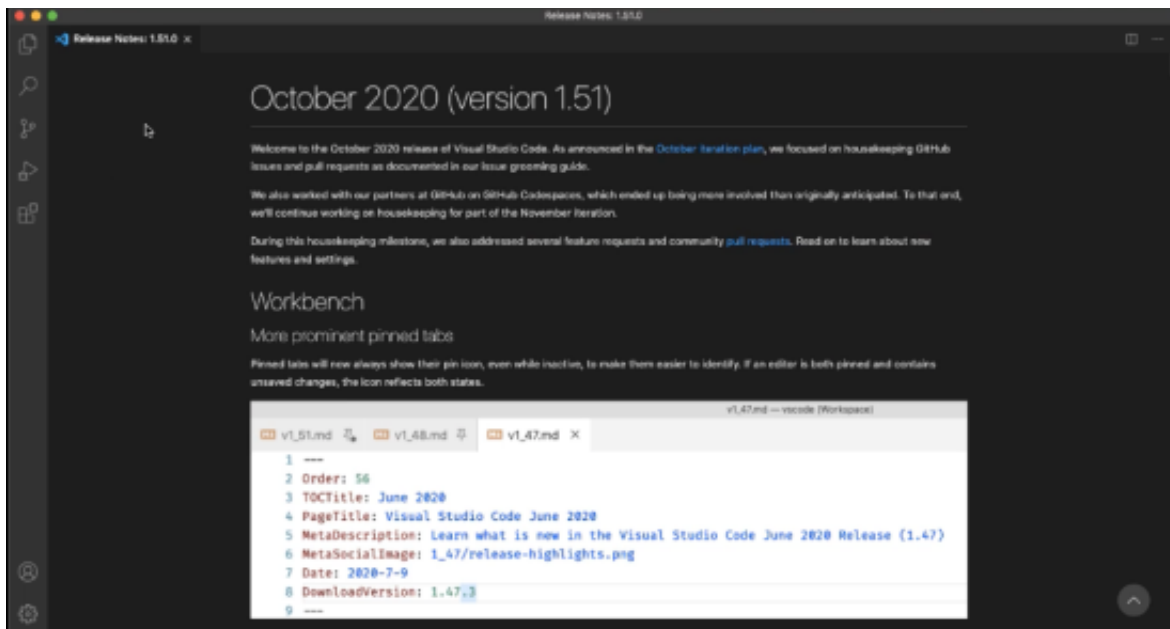 Release Notes: 1.51.0
Release Notes: 1.51.0
October 2020 (version 1.51)
Welcome to the October 2020 release of Visual Studio Code. As announced in the October iteration plan, we focused on housekeeping GitHub
issues and pull requests as documented in our issue grooming guide.
We also worked with our partners at GitHub on GitHub Codespaces, which ended up being more involved than originally anticipated. To that end,
we'll continue working on housekeeping for part of the November iteration.
During this housekeeping milestone, we also addressed several feature requests and community pull requests. Read on to learn about new
features and settings.
Workbench
More prominent pinned tabs
Pinned tabs will now always show their pin icon, even while inactive, to make them easier to identify. If an editor is both pinned and contains
unsaved changes, the icon reflects both states.
v1_47.md — vscode (Workspace)
v1_51.md v1_48.md v1_47.md
1 ---
2 Order: 56
3 TOCTitle: June 2020
4 PageTitle: Visual Studio Code June 2020
5 MetaDescription: Learn what is new in the Visual Studio Code June 2020 Release (1.47)
6 MetaSocialImage: 1_47/release-highlights.png
7 Date: 2020-7-9
8 DownloadVersion: 1.47.3
9 ---